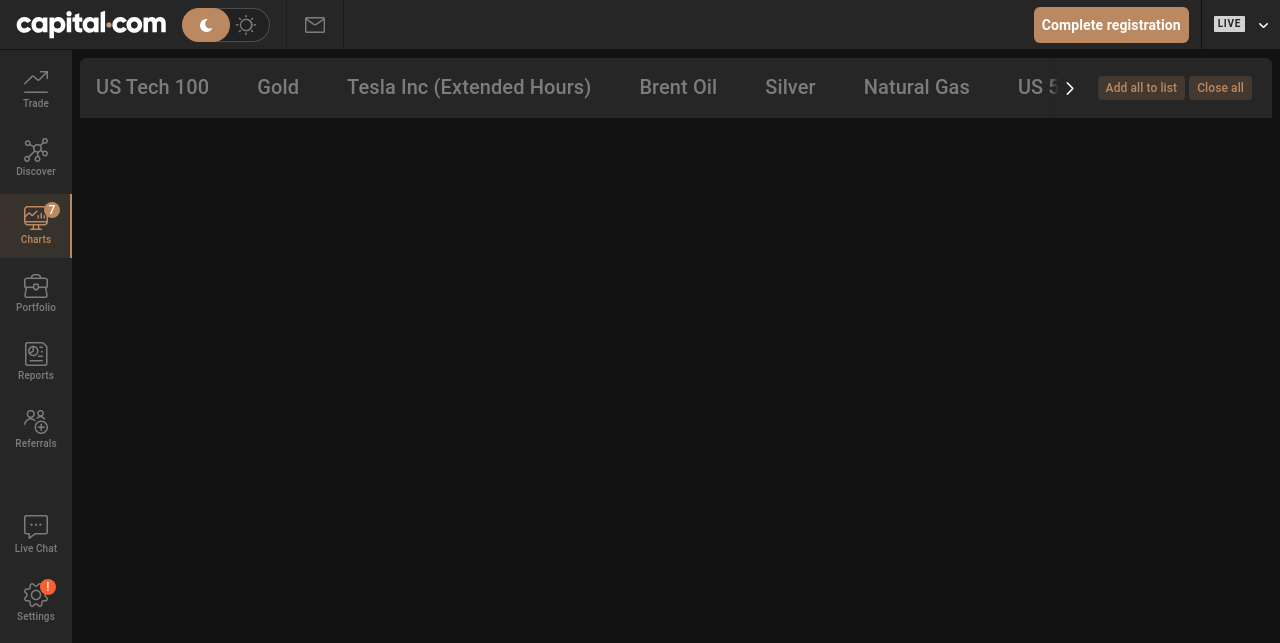 capital.com
Complete registration
LIVE
US Tech 100
Gold
Tesla Inc (Extended Hours)
Brent Oil
Silver
Natural Gas
US 5
Add all to list
Close all
Trade
Discover
7
Charts
Portfolio
Reports
Referrals
Live Chat
!
Settings